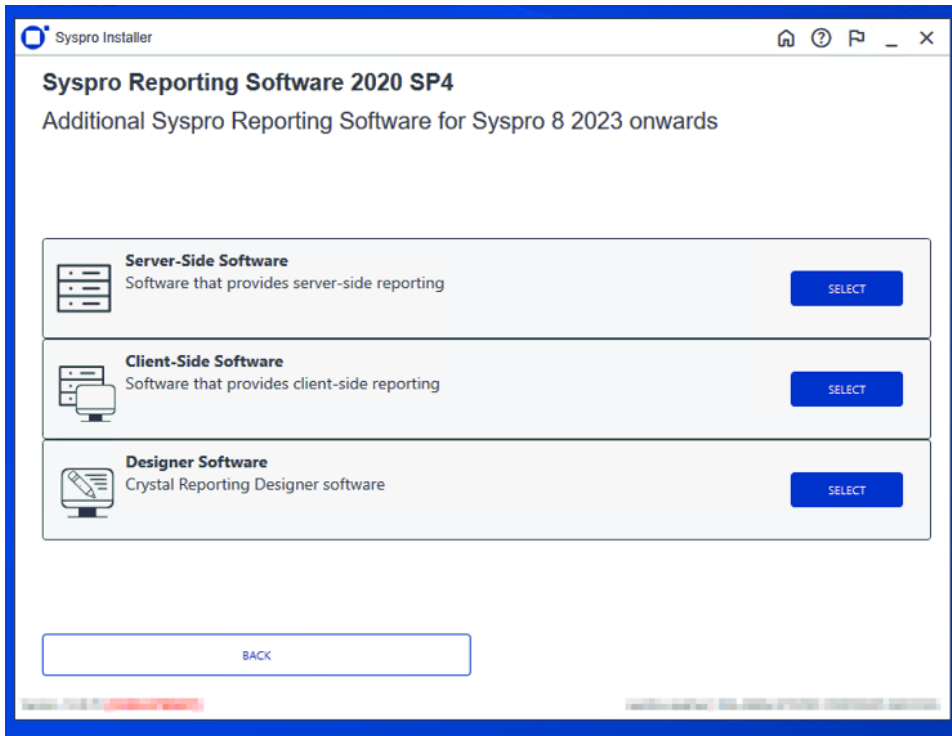 Syspro Installer
Syspro Reporting Software 2020 SP4
Additional Syspro Reporting Software for Syspro 8 2023 onwards
Server-Side Software
Software that provides server-side reporting
SELECT
Client-Side Software
Software that provides client-side reporting
SELECT
Designer Software
Crystal Reporting Designer software
SELECT
BACK